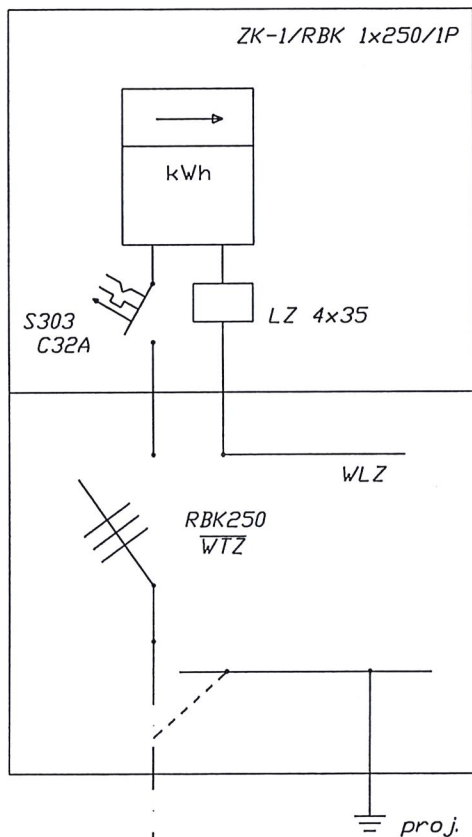 ZK-1/RBK 1x250/1P
kWh
S303
C32A
LZ 4x35
WLZ
RBK250
WTZ
proj.